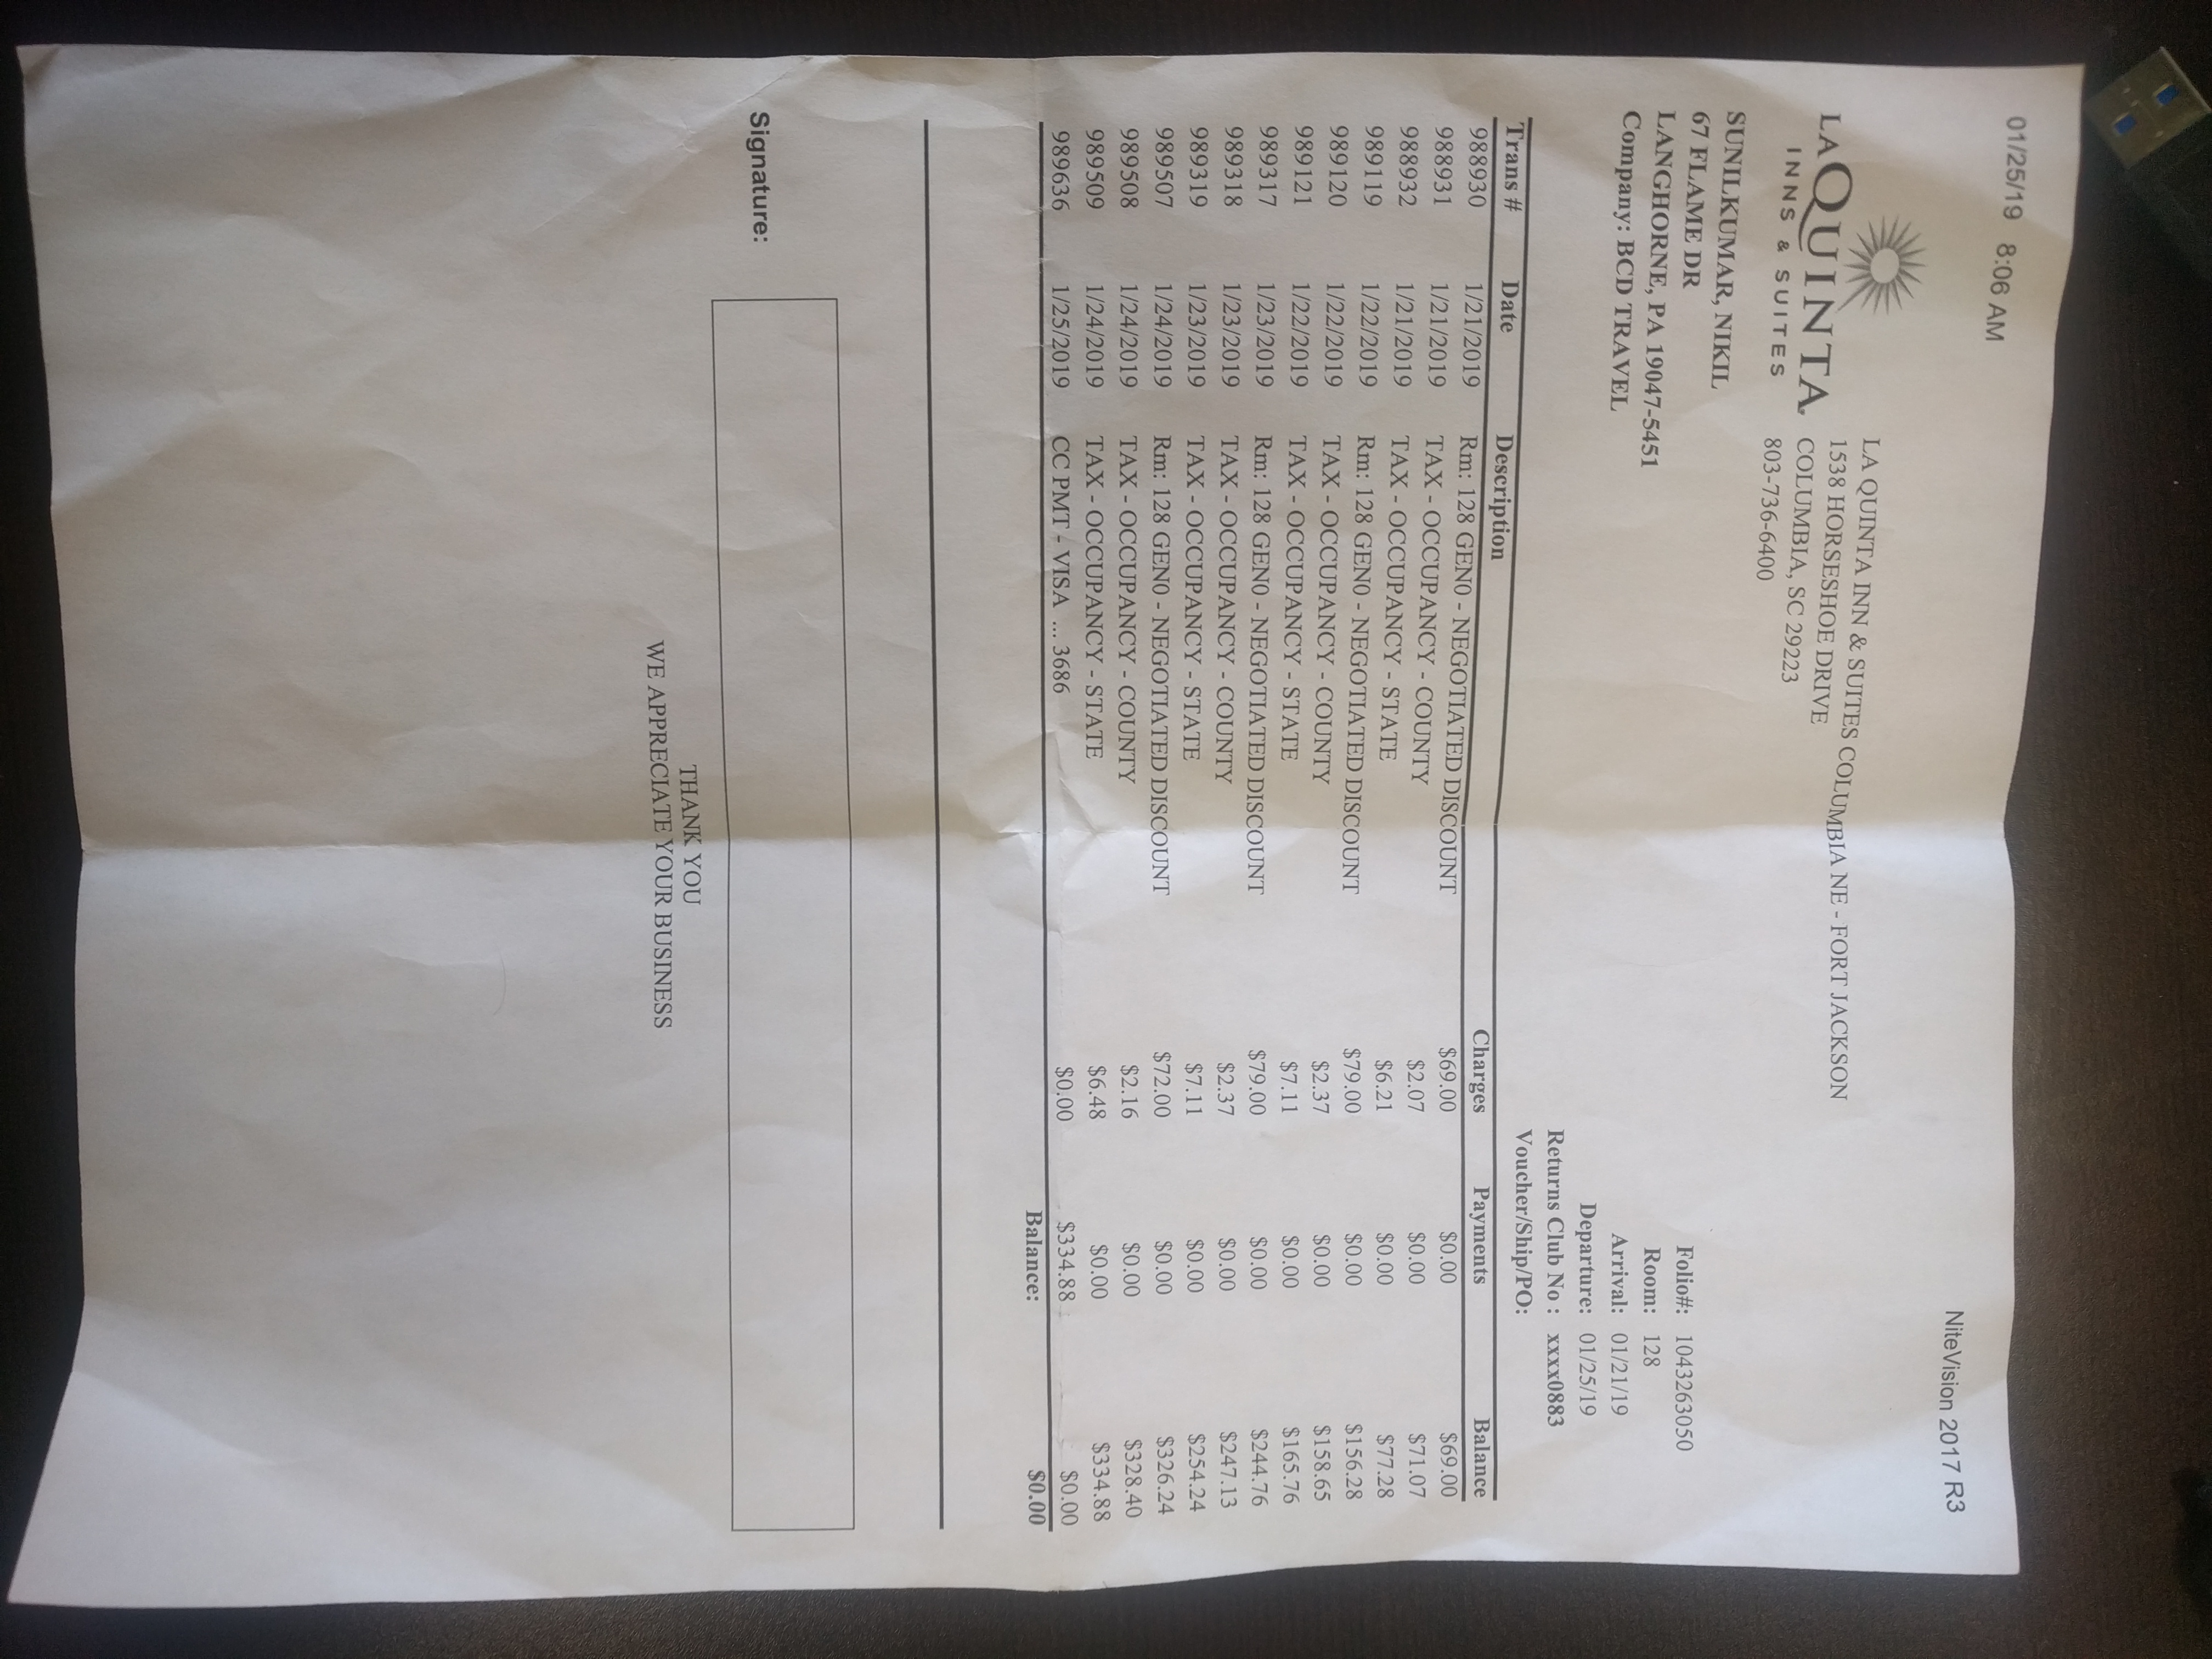 01/25/19 8:06 AM
NiteVision 2017 R3
LAQUINTA
INNS & SUITES
LA QUINTA INN & SUITES COLUMBIA NE - FORT JACKSON
1538 HORSESHOE DRIVE
COLUMBIA, SC 29223
803-736-6400
SUNILKUMAR, NIKIL
67 FLAME DR
LANGHORNE, PA 19047-5451
Company: BCD TRAVEL
Folio#: 1043263050
Room: 128
Arrival: 01/21/19
Departure: 01/25/19
Returns Club No : xxxx0883
Voucher/Ship/PO:
Trans # Date Description Charges Payments Balance
988930 1/21/2019 Rm: 128 GEN0 - NEGOTIATED DISCOUNT $69.00 $0.00 $69.00
988931 1/21/2019 TAX - OCCUPANCY - COUNTY $2.07 $0.00 $71.07
988932 1/21/2019 TAX - OCCUPANCY - STATE $6.21 $0.00 $77.28
989119 1/22/2019 Rm: 128 GEN0 - NEGOTIATED DISCOUNT $79.00 $0.00 $156.28
989120 1/22/2019 TAX - OCCUPANCY - COUNTY $2.37 $0.00 $158.65
989121 1/22/2019 TAX - OCCUPANCY - STATE $7.11 $0.00 $165.76
989317 1/23/2019 Rm: 128 GEN0 - NEGOTIATED DISCOUNT $79.00 $0.00 $244.76
989318 1/23/2019 TAX - OCCUPANCY - COUNTY $2.37 $0.00 $247.13
989319 1/23/2019 TAX - OCCUPANCY - STATE $7.11 $0.00 $254.24
989507 1/24/2019 Rm: 128 GEN0 - NEGOTIATED DISCOUNT $72.00 $0.00 $326.24
989508 1/24/2019 TAX - OCCUPANCY - COUNTY $2.16 $0.00 $328.40
989509 1/24/2019 TAX - OCCUPANCY - STATE $6.48 $0.00 $334.88
989636 1/25/2019 CC PMT - VISA ... 3686 $0.00 $334.88 $0.00
Balance: $0.00
Signature:
THANK YOU
WE APPRECIATE YOUR BUSINESS